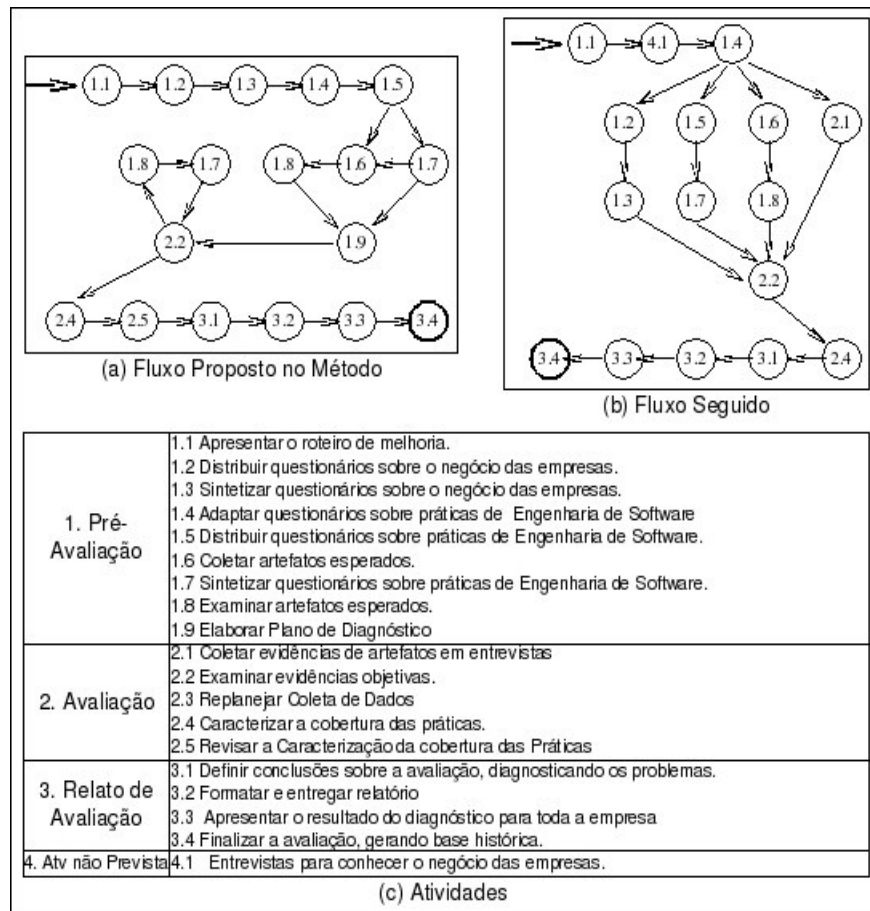 1.1 1.2 1.3 1.4 1.5
1.8 1.7 1.8 1.6 1.7
2.2 1.9
2.4 2.5 3.1 3.2 3.3 3.4
(a) Fluxo Proposto no Método
1.1 4.1 1.4
1.2 1.5 1.6 2.1
1.3 1.7 1.8
2.2
3.4 3.3 3.2 3.1 2.4
(b) Fluxo Seguido
1. Pré-
Avaliação
1.1 Apresentar o roteiro de melhoria.
1.2 Distribuir questionários sobre o negócio das empresas.
1.3 Sintetizar questionários sobre o negócio das empresas.
1.4 Adaptar questionários sobre práticas de Engenharia de Software
1.5 Distribuir questionários sobre práticas de Engenharia de Software.
1.6 Coletar artefatos esperados.
1.7 Sintetizar questionários sobre práticas de Engenharia de Software.
1.8 Examinar artefatos esperados.
1.9 Elaborar Plano de Diagnóstico
2. Avaliação
2.1 Coletar evidências de artefatos em entrevistas
2.2 Examinar evidências objetivas.
2.3 Replanejar Coleta de Dados
2.4 Caracterizar a cobertura das práticas.
2.5 Revisar a Caracterização da cobertura das Práticas
3. Relato de
Avaliação
3.1 Definir conclusões sobre a avaliação, diagnosticando os problemas.
3.2 Formatar e entregar relatório
3.3 Apresentar o resultado do diagnóstico para toda a empresa
3.4 Finalizar a avaliação, gerando base histórica.
4. Atv não Prevista
4.1 Entrevistas para conhecer o negócio das empresas.
(c) Atividades